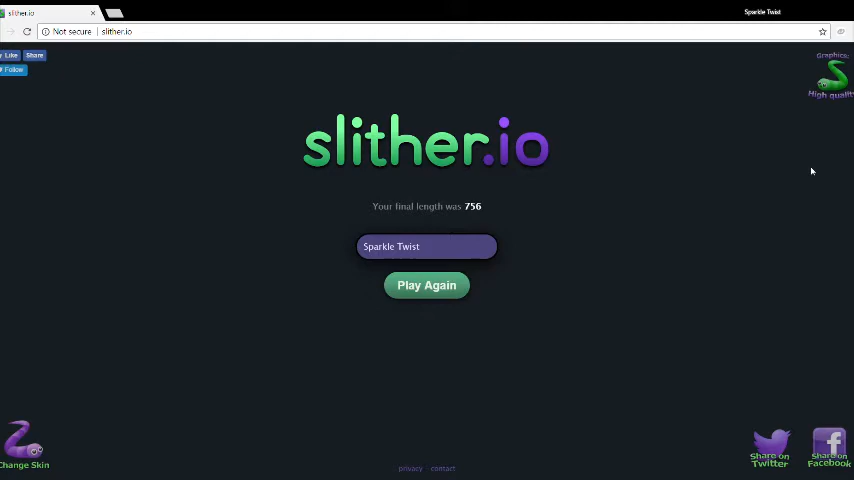 slither.io
Sparkle Twist
Not secure
slither.io
Like
Share
Follow
Graphics:
High quality
slither.io
Your final length was 756
Sparkle Twist
Play Again
Change Skin
Share on
Twitter
Share on
Facebook
privacy · contact